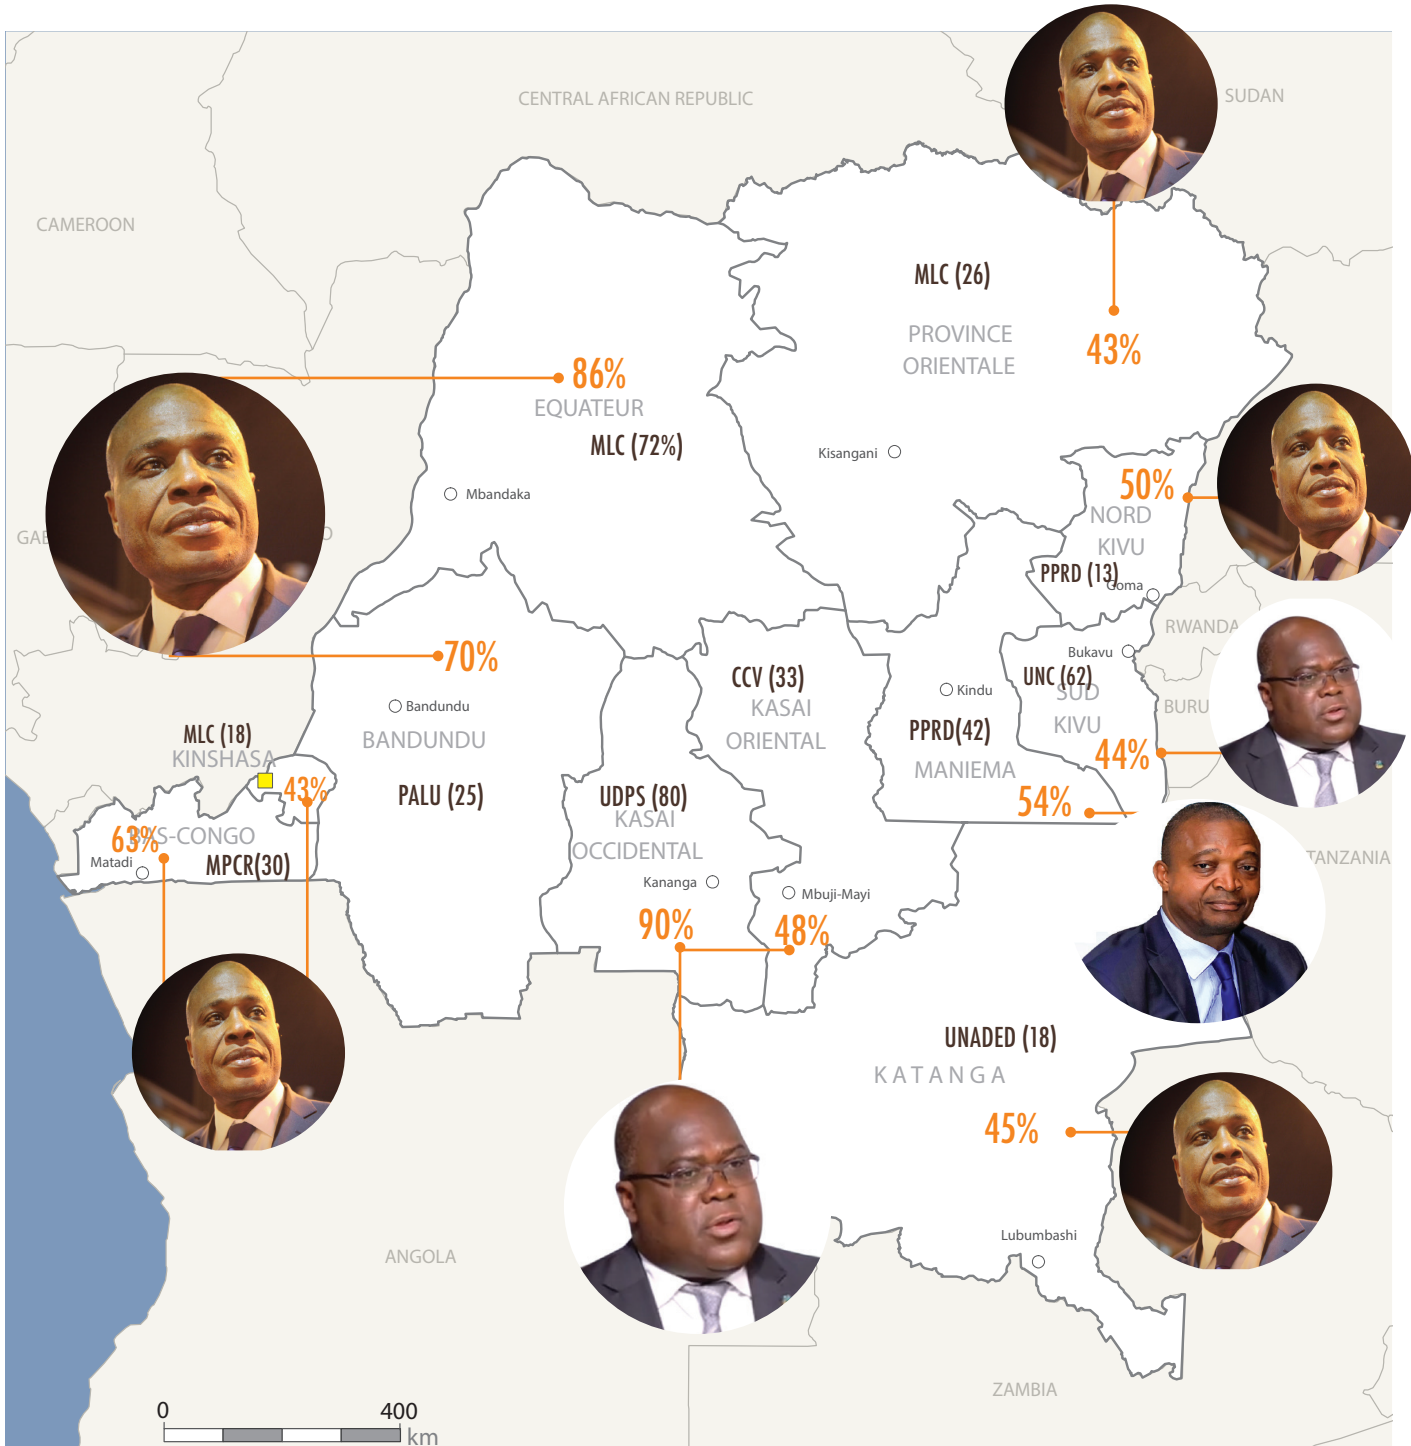 CENTRAL AFRICAN REPUBLIC
SUDAN
CAMEROON
MLC (26)
PROVINCE
ORIENTALE
43%
86%
EQUATEUR
MLC (72%)
Kisangani
Mbandaka
50%
NORD
KIVU
PPRD (13)
Goma
RWANDA
70%
Bandundu
BANDUNDU
PALU (25)
CCV (33)
KASAI
ORIENTAL
Kindu
PPRD(42)
MANIEMA
54%
Bukavu
UNC (62)
SUD
KIVU
44%
BURU
MLC (18)
KINSHASA
43%
63%
BAS-CONGO
Matadi
MPCR(30)
UDPS (80)
KASAI
OCCIDENTAL
Kananga
Mbuji-Mayi
90%
48%
TANZANIA
UNADED (18)
KATANGA
45%
Lubumbashi
ANGOLA
ZAMBIA
0 400
km